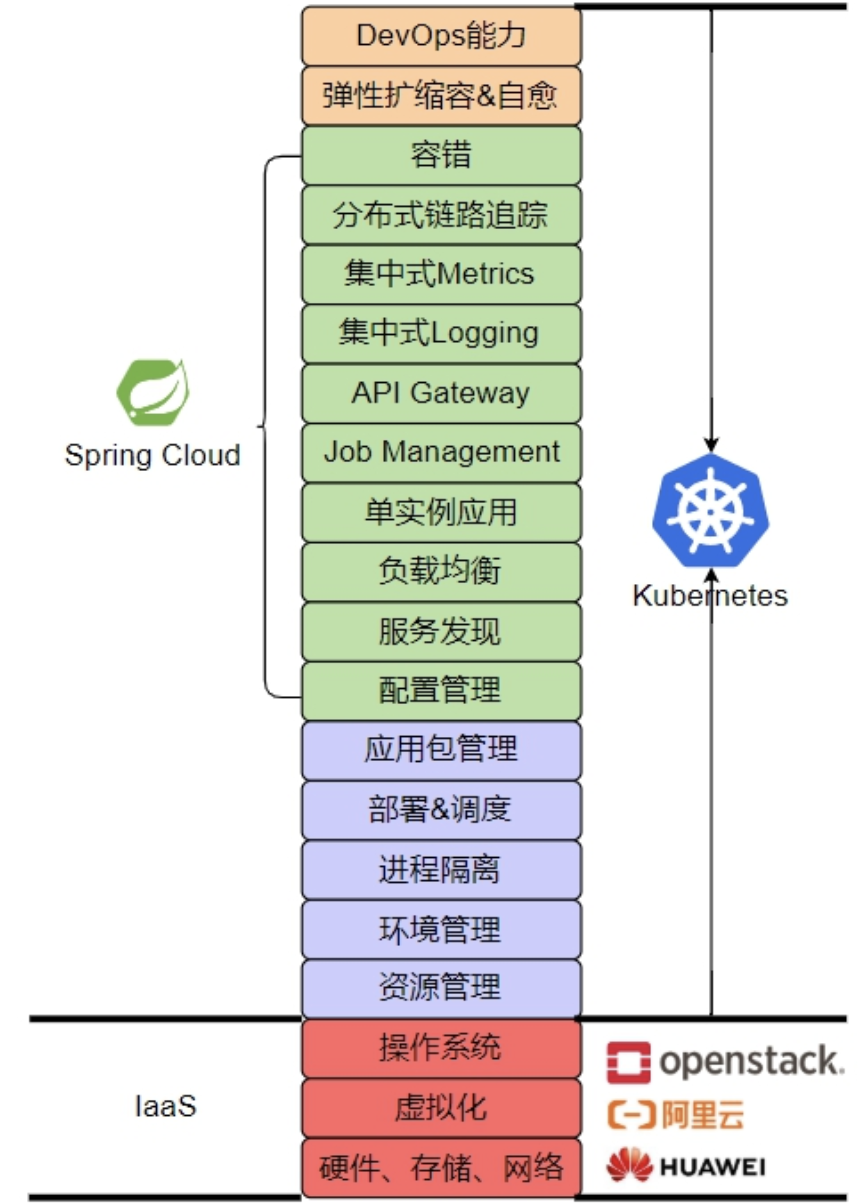 DevOps能力
弹性扩缩容&自愈
容错
分布式链路追踪
集中式Metrics
集中式Logging
API Gateway
Job Management
单实例应用
负载均衡
服务发现
配置管理
应用包管理
部署&调度
进程隔离
环境管理
资源管理
操作系统
虚拟化
硬件、存储、网络
Spring Cloud
Kubernetes
IaaS
openstack.
阿里云
HUAWEI